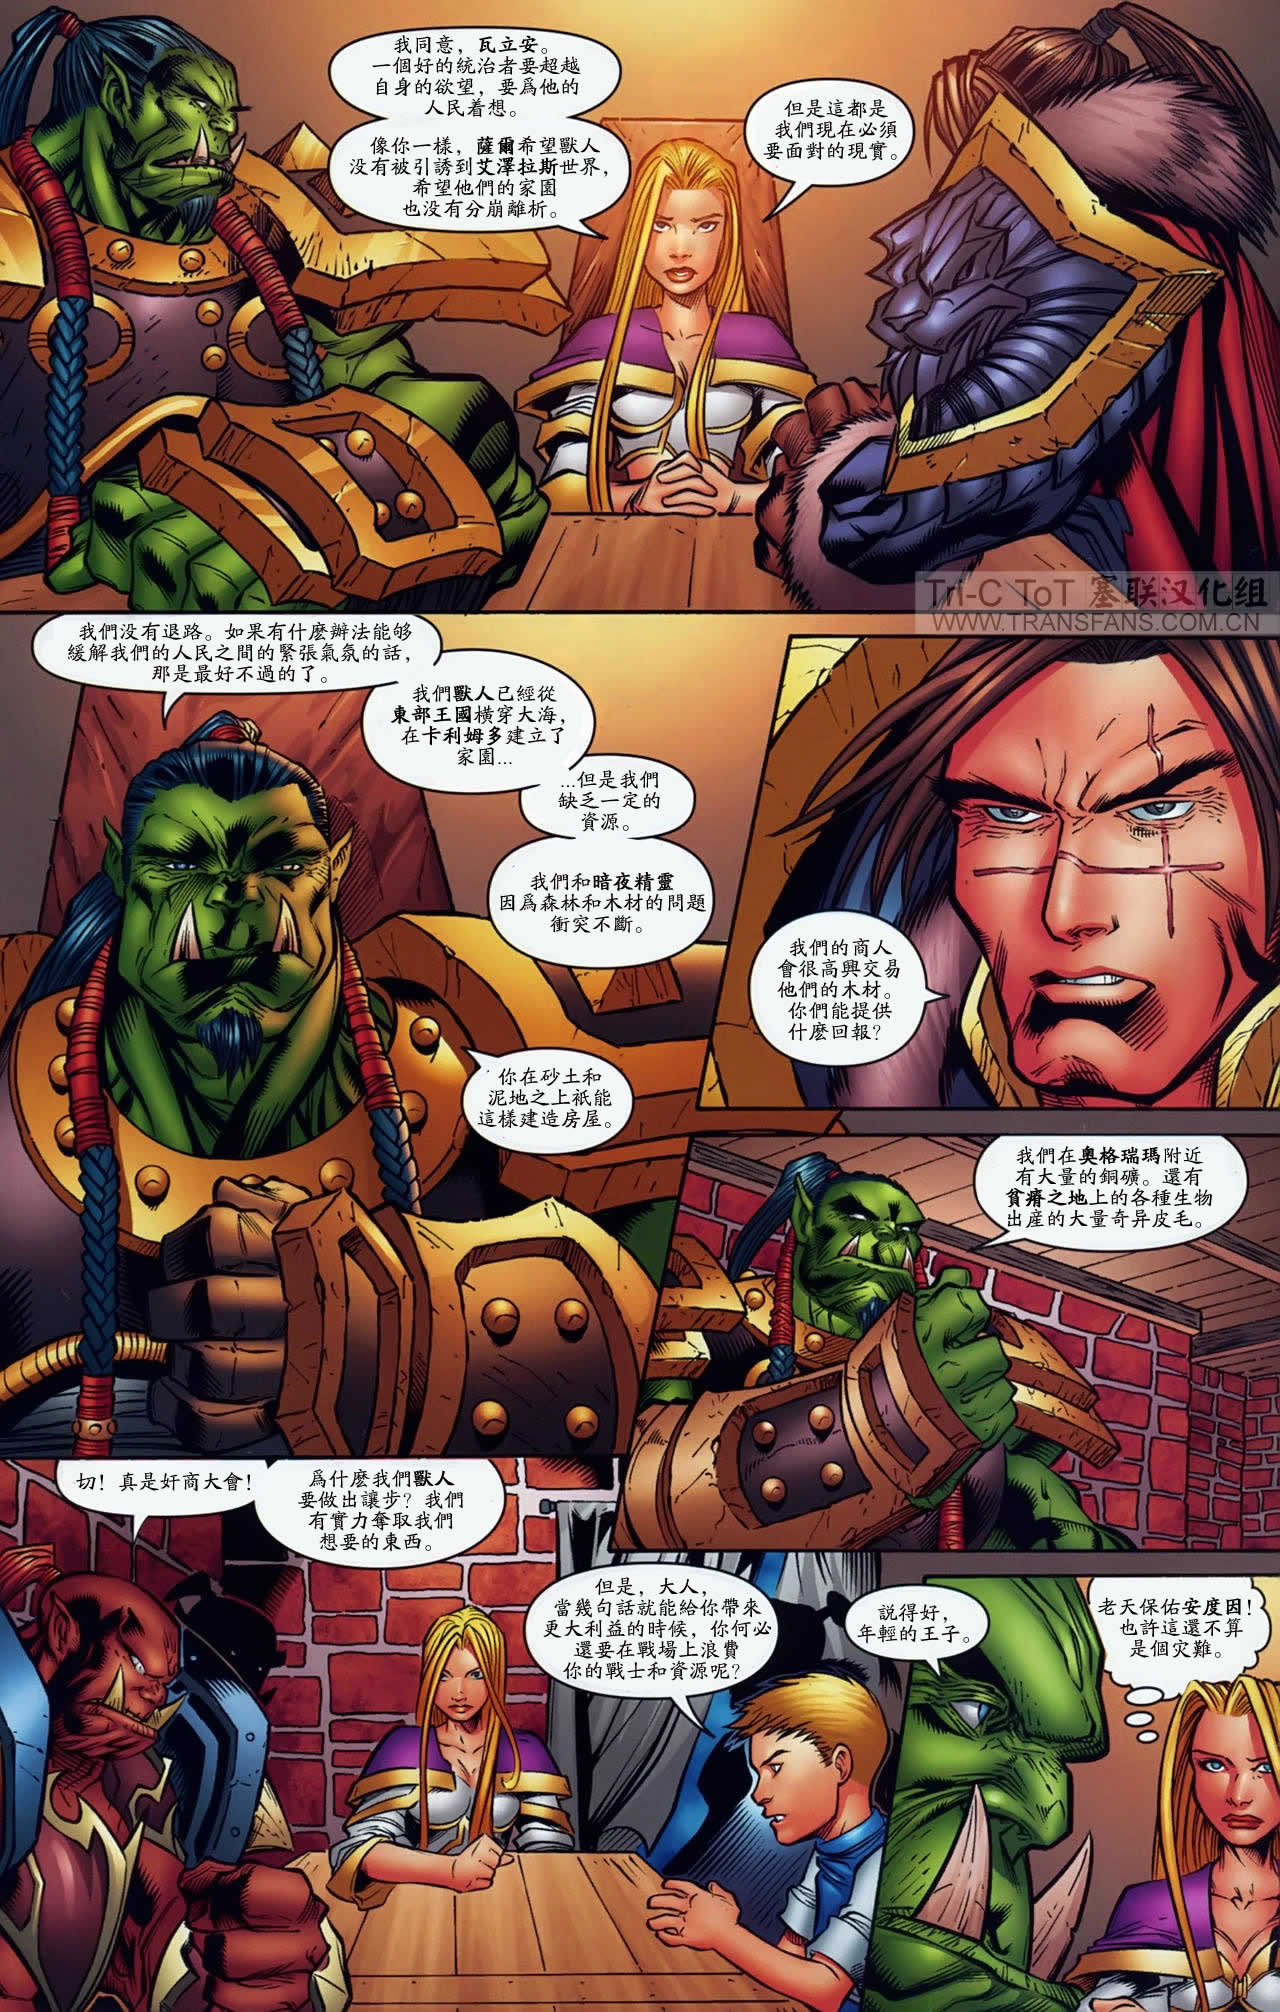 我同意，瓦立安。
一個好的統治者要超越
自身的欲望，要爲他的
人民着想。
像你一樣，薩爾希望獸人
没有被引誘到艾澤拉斯世界，
希望他們的家園
也没有分崩離析。
但是這都是
我們現在必須
要面對的現實。
Tri-C ToT 塞联汉化组
WWW.TRANSFANS.COM.CN
我們没有退路。如果有什麽辦法能够
緩解我們的人民之間的緊張氣氛的話，
那是最好不過的了。
我們獸人已經從
東部王國横穿大海，
在卡利姆多建立了
家園...
...但是我們
缺乏一定的
資源。
我們和暗夜精靈
因爲森林和木材的問題
衝突不斷。
我們的商人
會很高興交易
他們的木材。
你們能提供
什麽回報？
你在砂土和
泥地之上祇能
這樣建造房屋。
我們在奥格瑞瑪附近
有大量的銅礦。還有
貧瘠之地上的各種生物
出産的大量奇异皮毛。
切！真是奸商大會！
爲什麽我們獸人
要做出讓步？我們
有實力奪取我們
想要的東西。
但是，大人，
當幾句話就能給你帶來
更大利益的時候，你何必
還要在戰場上浪費
你的戰士和資源呢？
説得好，
年輕的王子。
老天保佑安度因！
也許這還不算
是個灾難。